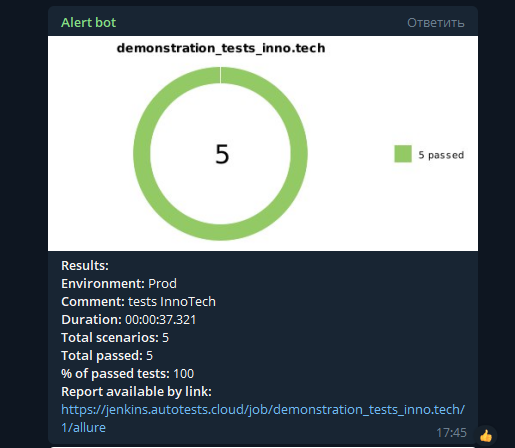 Alert bot
Ответить
demonstration_tests_inno.tech
5
5 passed
Results:
Environment: Prod
Comment: tests InnoTech
Duration: 00:00:37.321
Total scenarios: 5
Total passed: 5
% of passed tests: 100
Report available by link:
https://jenkins.autotests.cloud/job/demonstration_tests_inno.tech/
1/allure
17:45